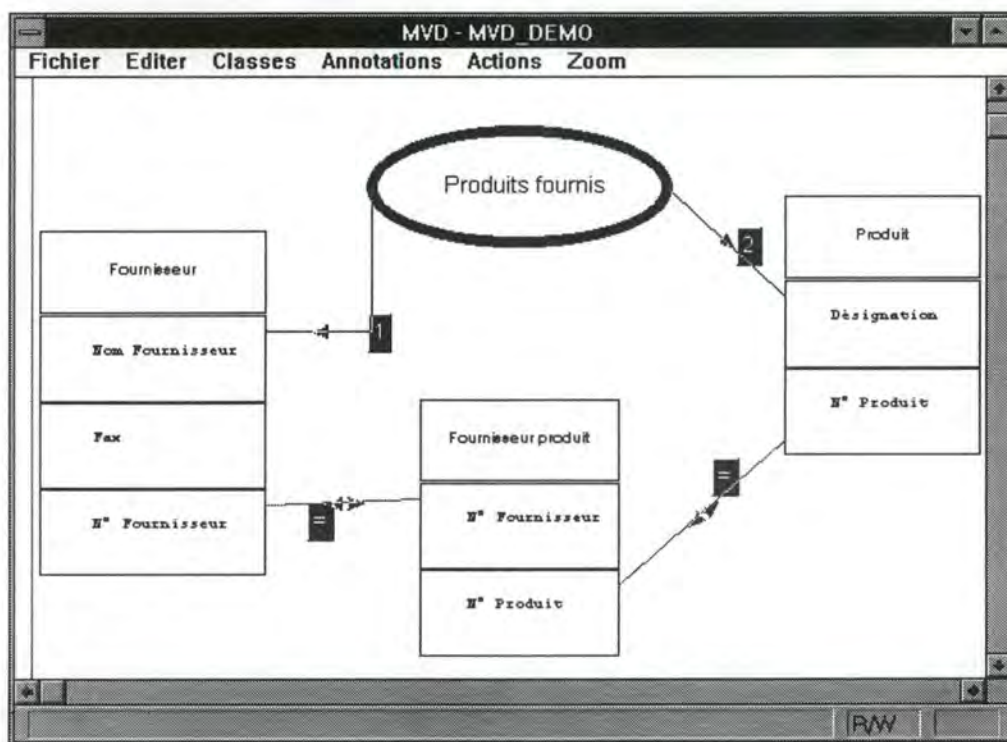 MVD - MVD_DEMO
Fichier Editer Classes Annotations Actions Zoom
Produits fournis
2
Produit
Fournisseur
Désignation
1
Nom Fournisseur
N° Produit
Fax
Fournisseur produit
=
N° Fournisseur
=
N° Fournisseur
N° Produit
R/W